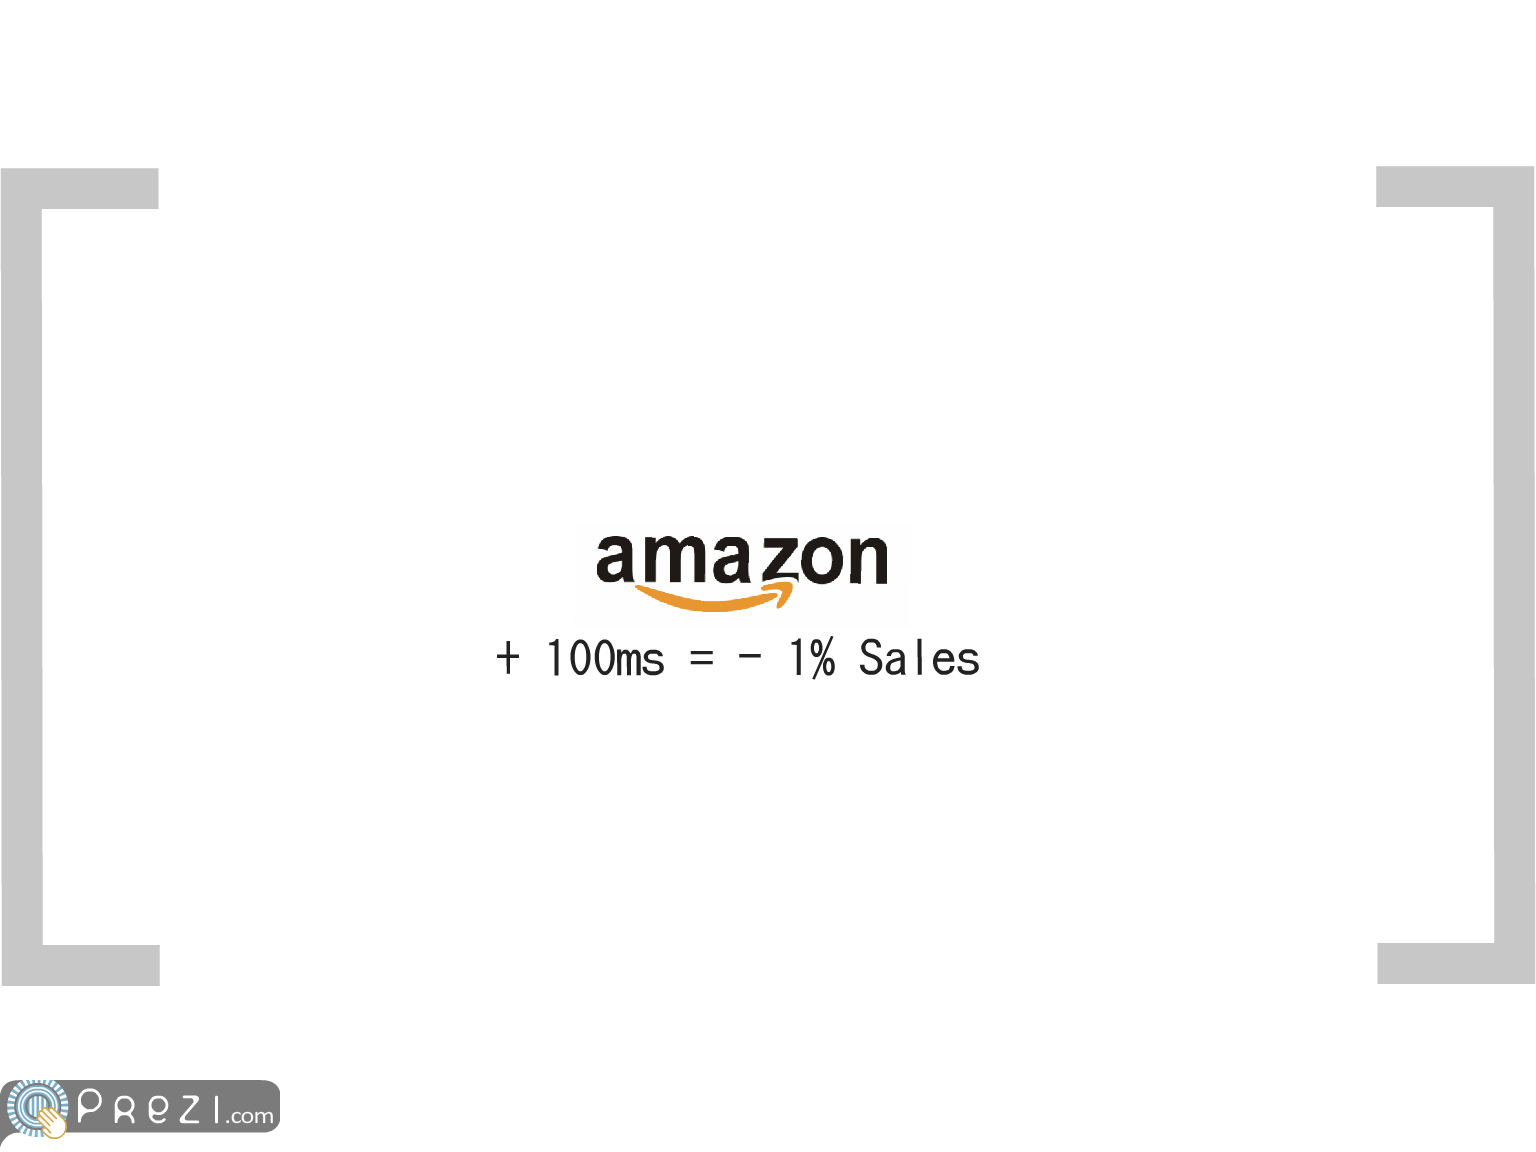 amazon
+ 100ms = - 1% Sales
Prezi.com